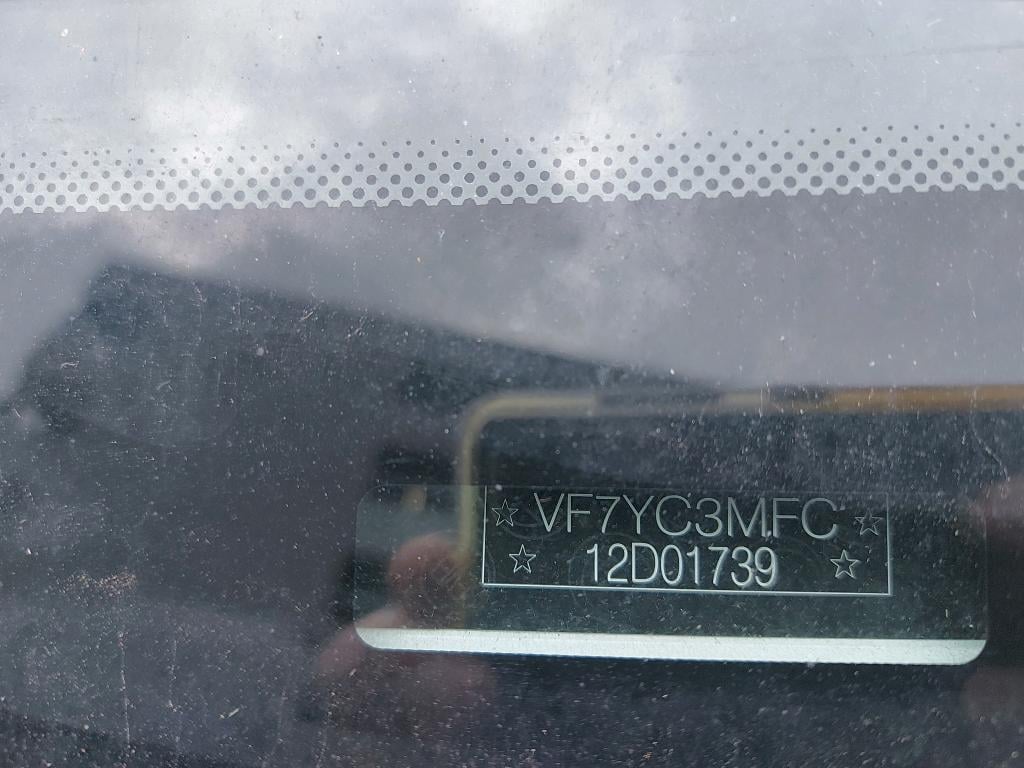 ☆ VF7YC3MFC ☆
☆ 12D01739 ☆